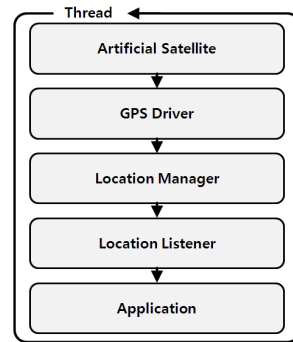 Thread
Artificial Satellite
GPS Driver
Location Manager
Location Listener
Application